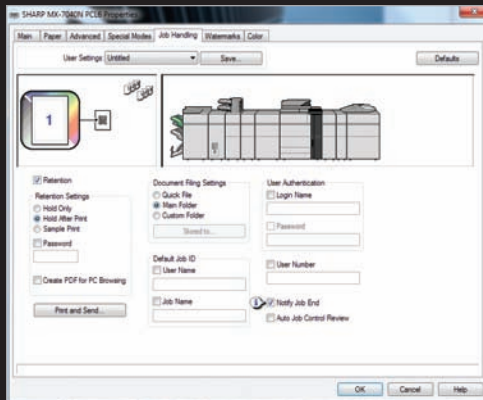 SHARP MX-7040N PCL6 Properties
Main Paper Advanced Special Modes Job Handling Watermarks Color
User Settings: Untitled Save... Defaults
1
Retention
Retention Settings
Hold Only
Hold After Print
Sample Print
Password
Create PDF for PC Browsing
Print and Send...
Document Filing Settings
Quick File
Main Folder
Custom Folder
Stored to...
Default Job ID
User Name
Job Name
User Authentication
Login Name
Password
User Number
Notify Job End
Auto Job Control Review
OK Cancel Help